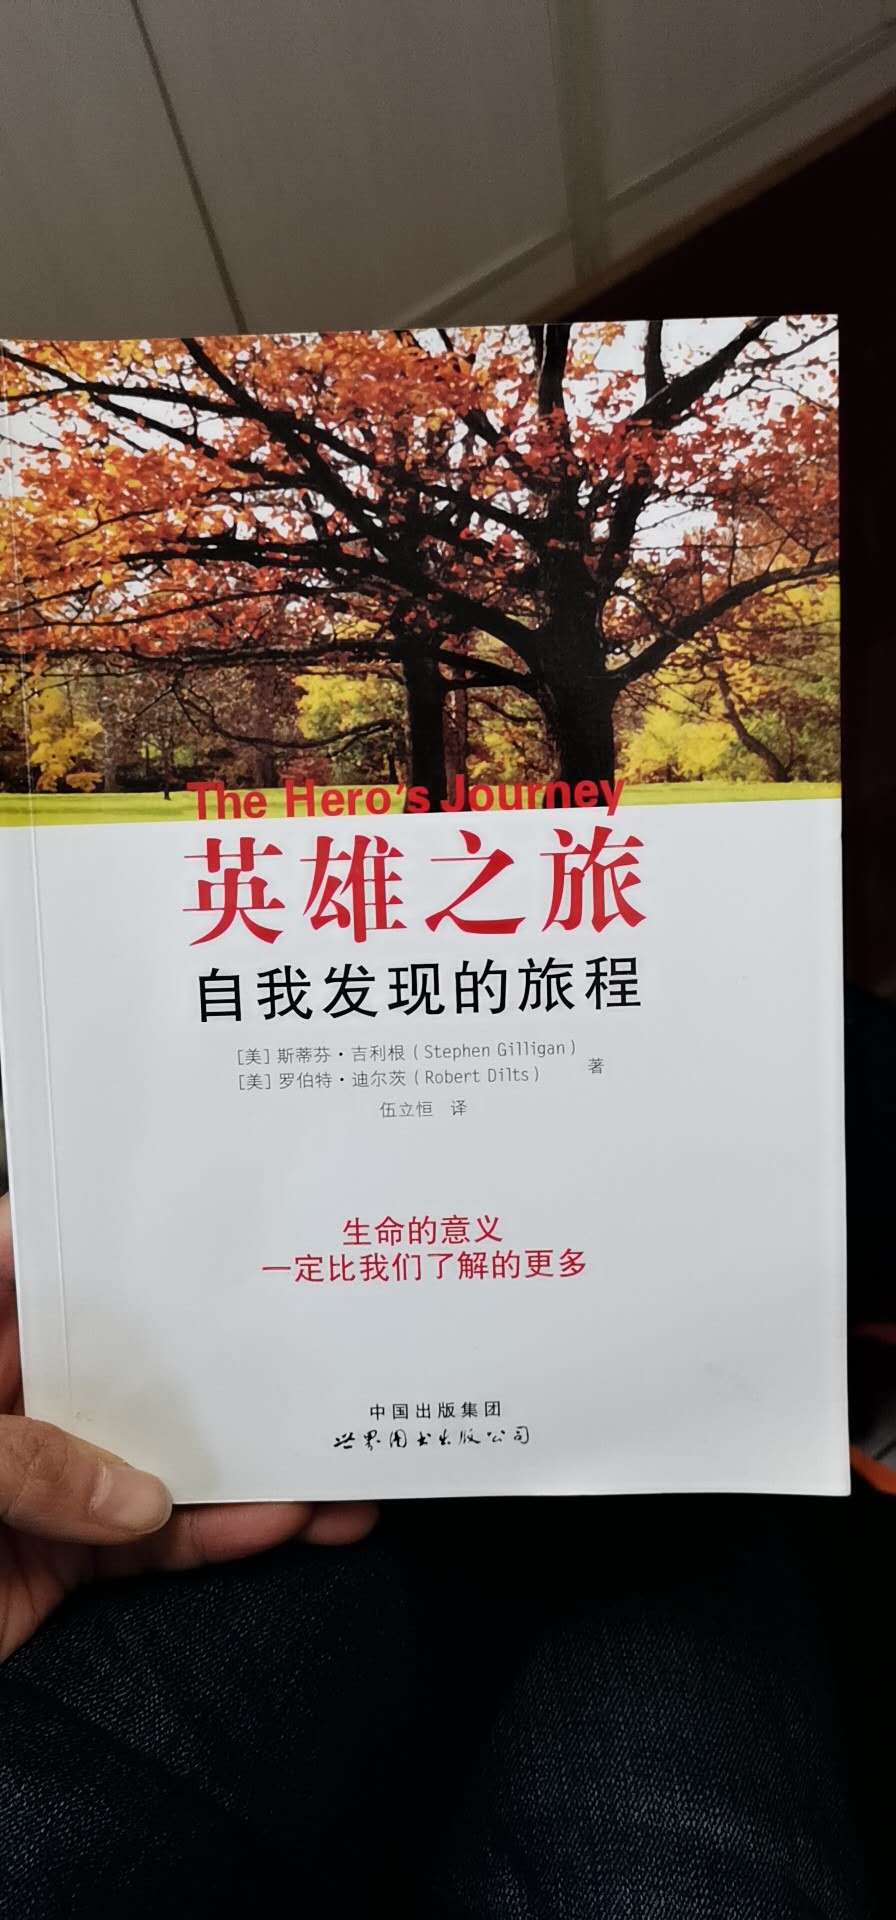 The Hero's Journey
英雄之旅
自我发现的旅程
[美] 斯蒂芬·吉利根 (Stephen Gilligan)
[美] 罗伯特·迪尔茨 (Robert Dilts)
著
伍立恒 译
生命的意义
一定比我们了解的更多
中国出版集团
世界图书出版公司